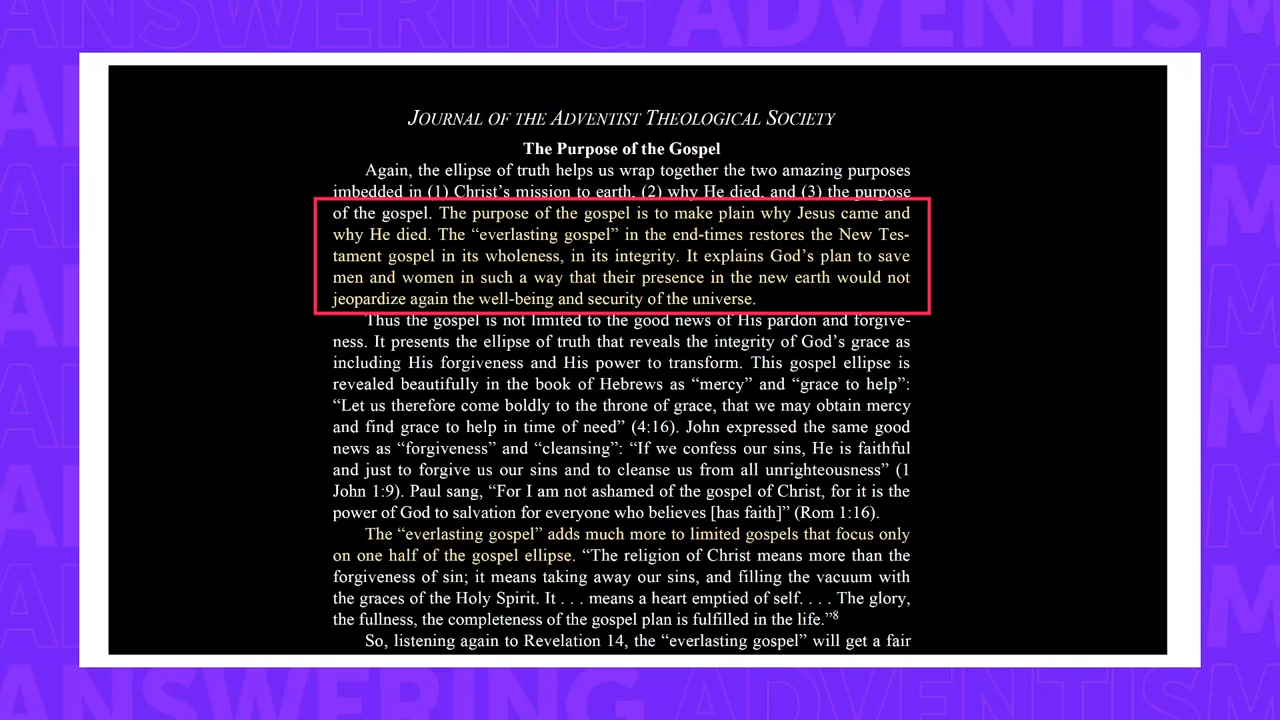 ANSWERING ADVENTISM
JOURNAL OF THE ADVENTIST THEOLOGICAL SOCIETY
The Purpose of the Gospel
Again, the ellipse of truth helps us wrap together the two amazing purposes
imbedded in (1) Christ’s mission to earth, (2) why He died, and (3) the purpose
of the gospel. The purpose of the gospel is to make plain why Jesus came and
why He died. The “everlasting gospel” in the end-times restores the New Tes-
tament gospel in its wholeness, in its integrity. It explains God’s plan to save
men and women in such a way that their presence in the new earth would not
jeopardize again the well-being and security of the universe.
Thus the gospel is not limited to the good news of His pardon and forgive-
ness. It presents the ellipse of truth that reveals the integrity of God’s grace as
including His forgiveness and His power to transform. This gospel ellipse is
revealed beautifully in the book of Hebrews as “mercy” and “grace to help”:
“Let us therefore come boldly to the throne of grace, that we may obtain mercy
and find grace to help in time of need” (4:16). John expressed the same good
news as “forgiveness” and “cleansing”: “If we confess our sins, He is faithful
and just to forgive us our sins and to cleanse us from all unrighteousness” (1
John 1:9). Paul sang, “For I am not ashamed of the gospel of Christ, for it is the
power of God to salvation for everyone who believes [has faith]” (Rom 1:16).
The “everlasting gospel” adds much more to limited gospels that focus only
on one half of the gospel ellipse. “The religion of Christ means more than the
forgiveness of sin; it means taking away our sins, and filling the vacuum with
the graces of the Holy Spirit. It . . . means a heart emptied of self. . . . The glory,
the fullness, the completeness of the gospel plan is fulfilled in the life.”8
So, listening again to Revelation 14, the “everlasting gospel” will get a fair
ANSWERING ADVENTISM